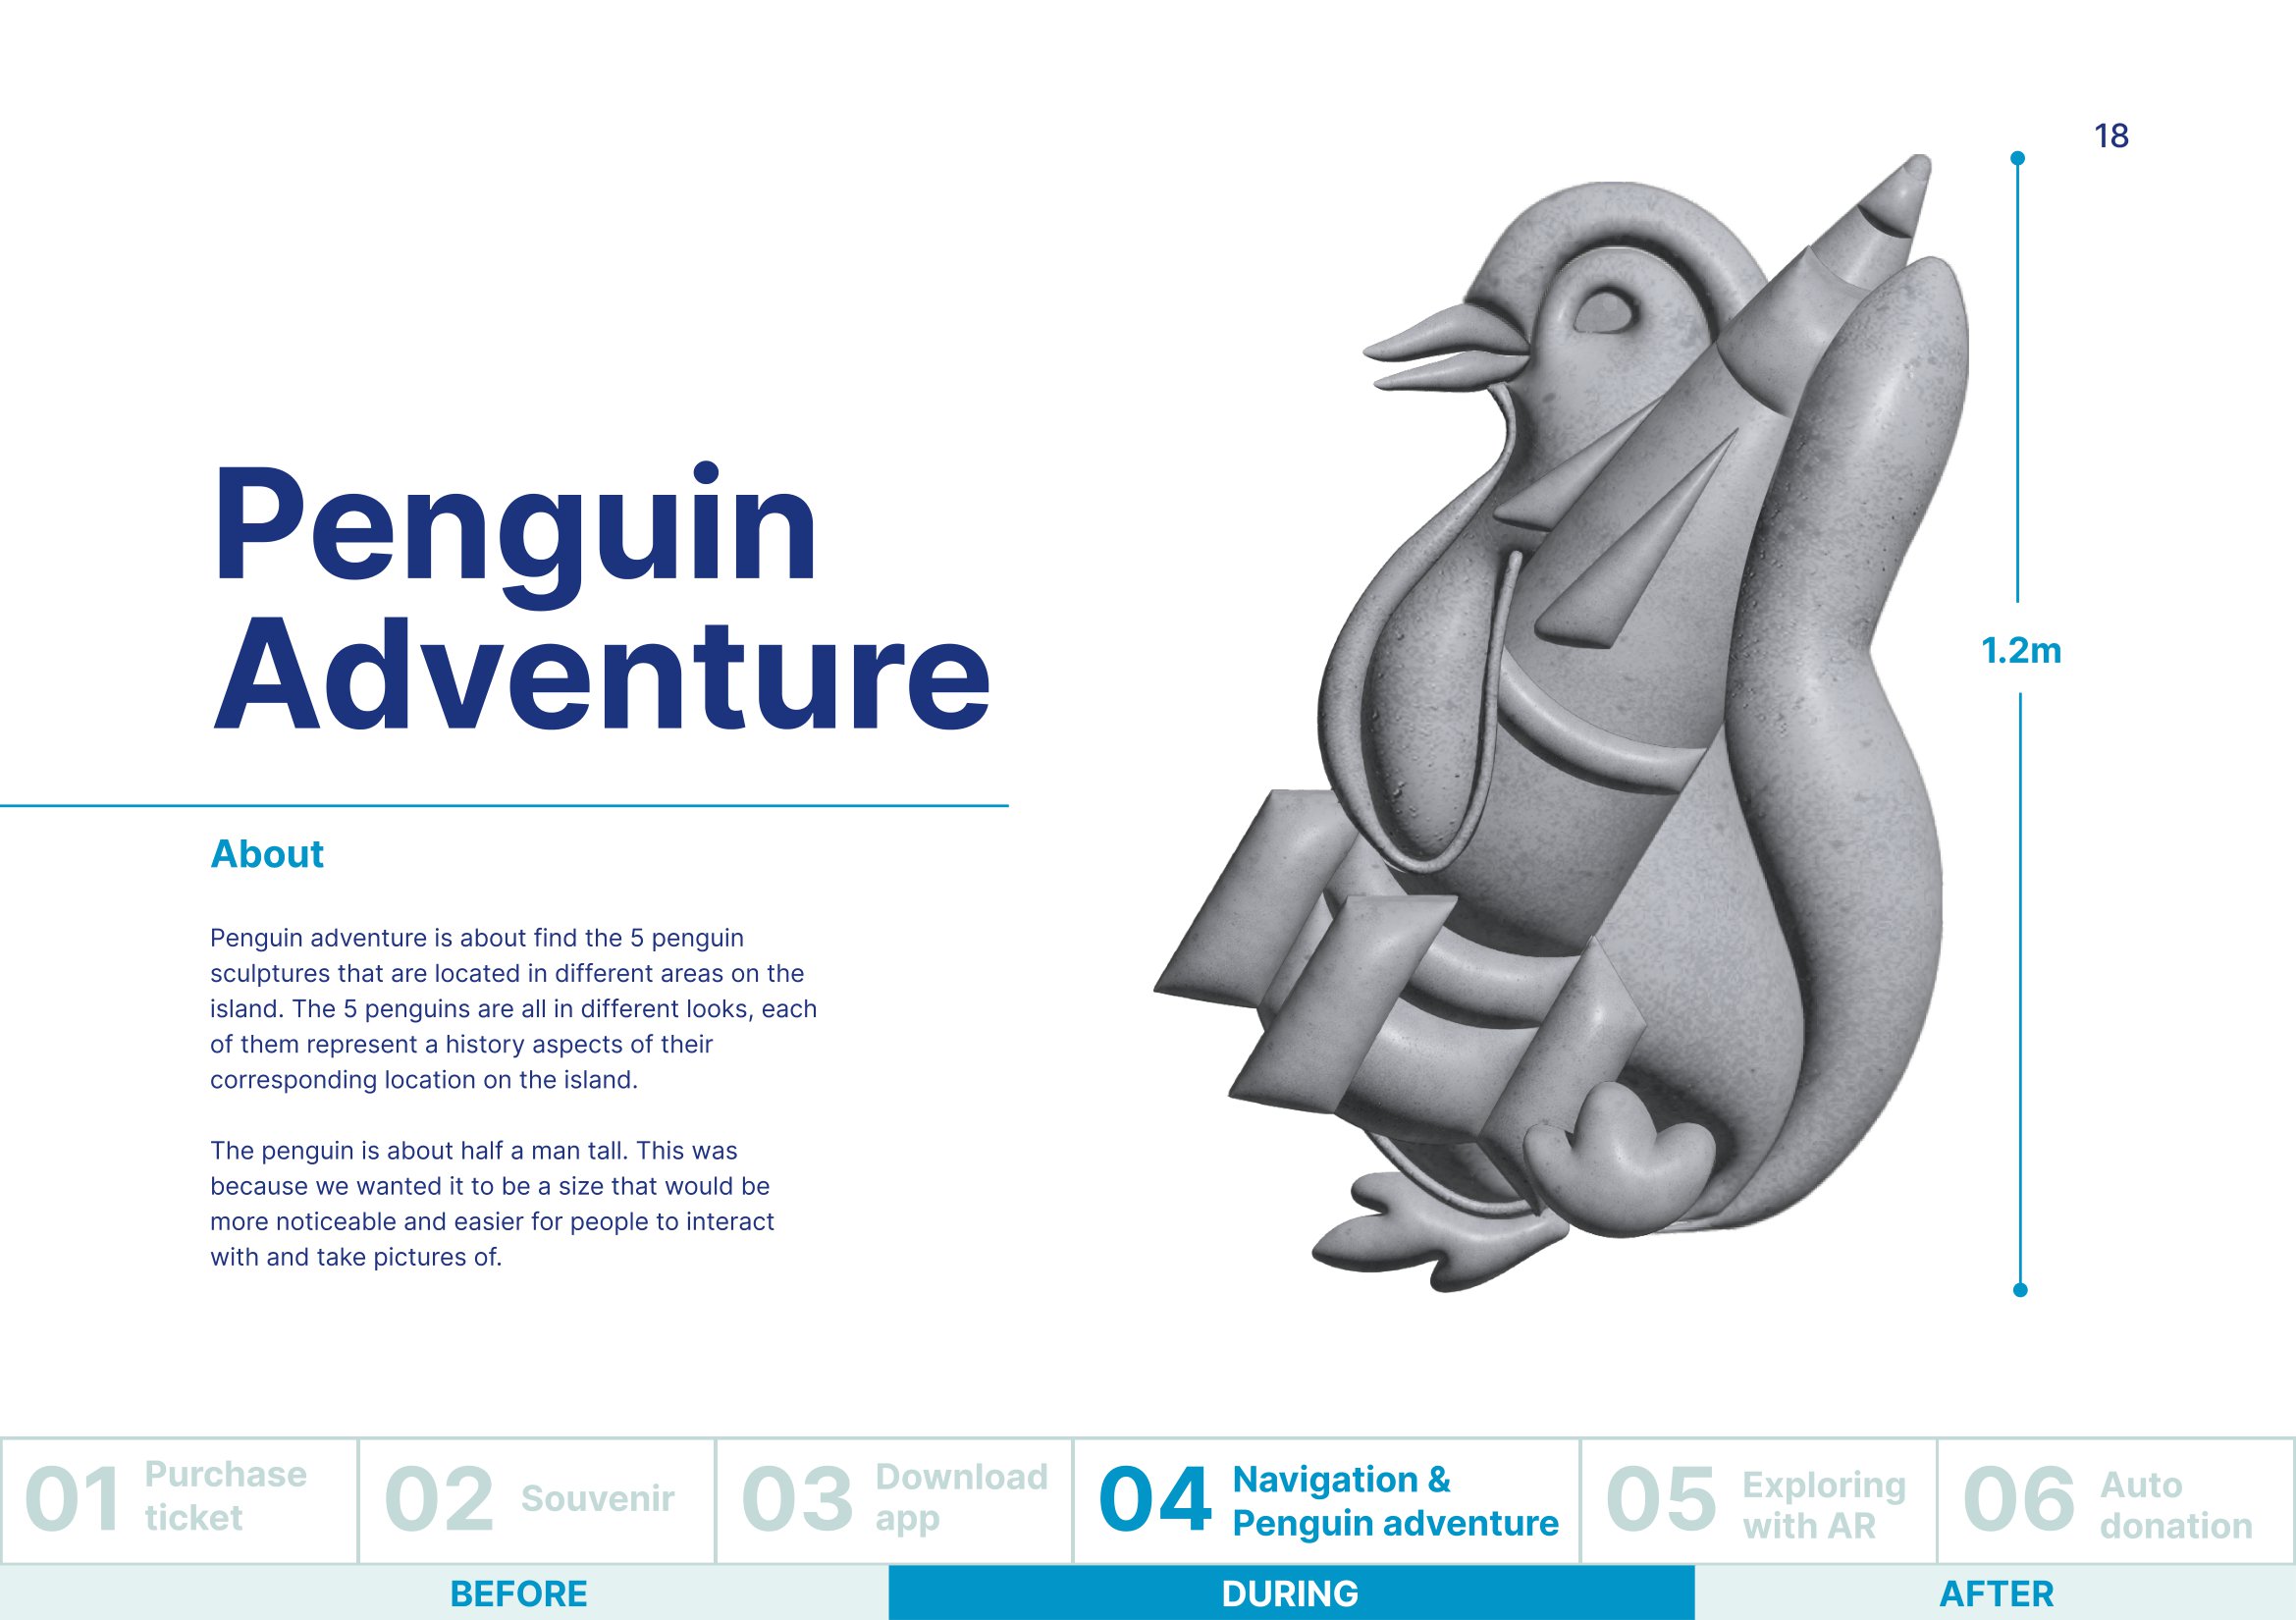 18
Penguin
Adventure
1.2m
About
Penguin adventure is about find the 5 penguin
sculptures that are located in different areas on the
island. The 5 penguins are all in different looks, each
of them represent a history aspects of their
corresponding location on the island.
The penguin is about half a man tall. This was
because we wanted it to be a size that would be
more noticeable and easier for people to interact
with and take pictures of.
01 Purchase
ticket
02 Souvenir
03 Download
app
04 Navigation &
Penguin adventure
05 Exploring
with AR
06 Auto
donation
BEFORE
DURING
AFTER